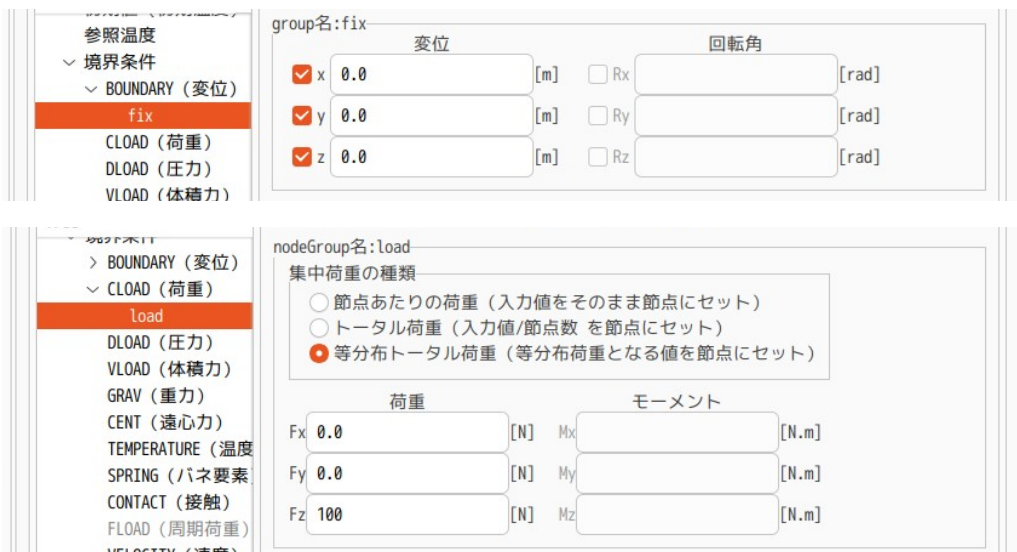 参照温度
境界条件
BOUNDARY (変位)
fix
CLOAD (荷重)
DLOAD (圧力)
VLOAD (体積力)
group名:fix
変位 回転角
x 0.0 [m] Rx [rad]
y 0.0 [m] Ry [rad]
z 0.0 [m] Rz [rad]
境界条件
BOUNDARY (変位)
CLOAD (荷重)
load
DLOAD (圧力)
VLOAD (体積力)
GRAV (重力)
CENT (遠心力)
TEMPERATURE (温度
SPRING (バネ要素
CONTACT (接触)
FLOAD (周期荷重)
VELOCITY (速度)
nodeGroup名:load
集中荷重の種類
節点あたりの荷重 (入力値をそのまま節点にセット)
トータル荷重 (入力値/節点数 を節点にセット)
等分布トータル荷重 (等分布荷重となる値を節点にセット)
荷重 モーメント
Fx 0.0 [N] Mx [N.m]
Fy 0.0 [N] My [N.m]
Fz 100 [N] Mz [N.m]